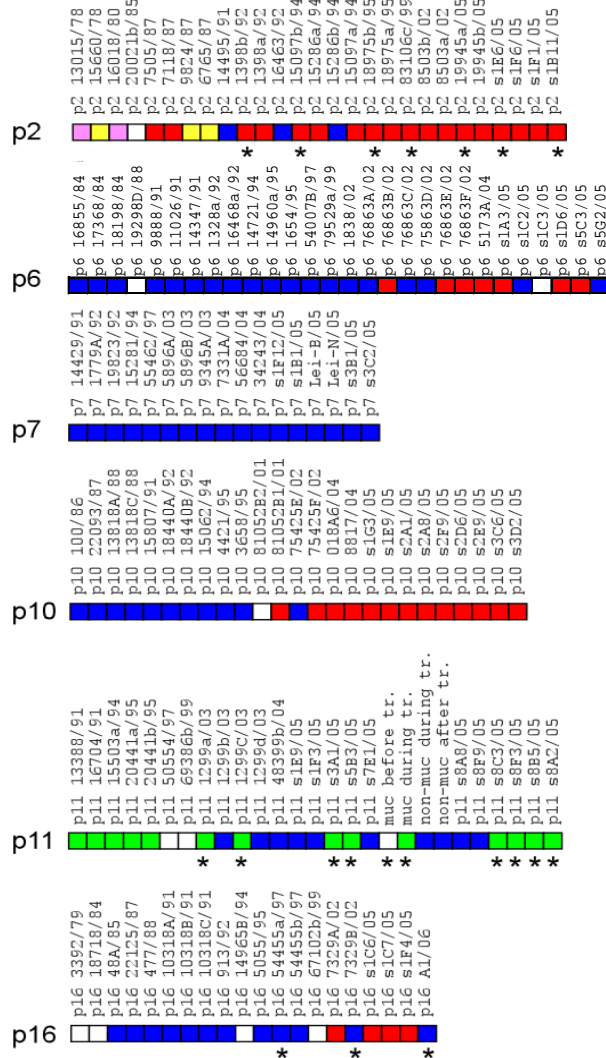 p2 13015/78
p2 15660/78
p2 16018/80
p2 20021b/85
p2 7505/87
p2 7118/87
p2 9824/87
p2 6765/87
p2 14495/91
p2 1398b/92
p2 1398a/92
p2 16463/92
p2 15097b/94
p2 15286a/94
p2 15286b/94
p2 15097a/94
p2 18975b/95
p2 18975a/95
p2 83106c/99
p2 8503b/02
p2 8503a/02
p2 19945a/05
p2 19945b/05
p2 s1E6/05
p2 s1F6/05
p2 s1F1/05
p2 s1B11/05
p2
* * * * * * *
p6 16855/84
p6 17368/84
p6 18198/84
p6 19298D/88
p6 9888/91
p6 11026/91
p6 14347/91
p6 1328a/92
p6 16468a/92
p6 14721/94
p6 14960a/95
p6 1654/95
p6 54007B/97
p6 79529a/99
p6 1838/02
p6 76863A/02
p6 76863B/02
p6 76863C/02
p6 75863D/02
p6 76863E/02
p6 76863F/02
p6 5173A/04
p6 s1A3/05
p6 s1C2/05
p6 s1C3/05
p6 s1D6/05
p6 s5C3/05
p6 s5G2/05
p6
p7 14429/91
p7 1779A/92
p7 19823/92
p7 15281/94
p7 55462/97
p7 5896A/03
p7 5896B/03
p7 9345A/03
p7 7331A/04
p7 56684/04
p7 34243/04
p7 s1F12/05
p7 s1B1/05
p7 Lei-B/05
p7 Lei-N/05
p7 s3B1/05
p7 s3C2/05
p7
p10 100/86
p10 22093/87
p10 13818A/88
p10 13818C/88
p10 15807/91
p10 18440A/92
p10 18440B/92
p10 15062/94
p10 4421/95
p10 3658/95
p10 81052B2/01
p10 81052B1/01
p10 75425E/02
p10 75425F/02
p10 018A6/04
p10 8817/04
p10 s1G3/05
p10 s1E9/05
p10 s2A1/05
p10 s2A8/05
p10 s2F9/05
p10 s2D6/05
p10 s2E9/05
p10 s3C6/05
p10 s3D2/05
p10
p11 13388/91
p11 16704/91
p11 15503a/94
p11 20441a/95
p11 20441b/95
p11 50554/97
p11 69386b/99
p11 1299a/03
p11 1299b/03
p11 1299C/03
p11 1299d/03
p11 48399b/04
p11 s1E9/05
p11 s1F3/05
p11 s3A1/05
p11 s5B3/05
p11 s7E1/05
muc before tr.
muc during tr.
non-muc during tr.
non-muc after tr.
p11 s8A8/05
p11 s8F9/05
p11 s8C3/05
p11 s8F3/05
p11 s8B5/05
p11 s8A2/05
p11
* * * * * * * * * *
p16 3392/79
p16 18718/84
p16 48A/85
p16 22125/87
p16 477/88
p16 10318A/91
p16 10318B/91
p16 10318C/91
p16 913/92
p16 14965B/94
p16 5055/95
p16 54455a/97
p16 54455b/97
p16 67102b/99
p16 7329A/02
p16 7329B/02
p16 s1C6/05
p16 s1C7/05
p16 s1F4/05
p16 A1/06
p16
* * *